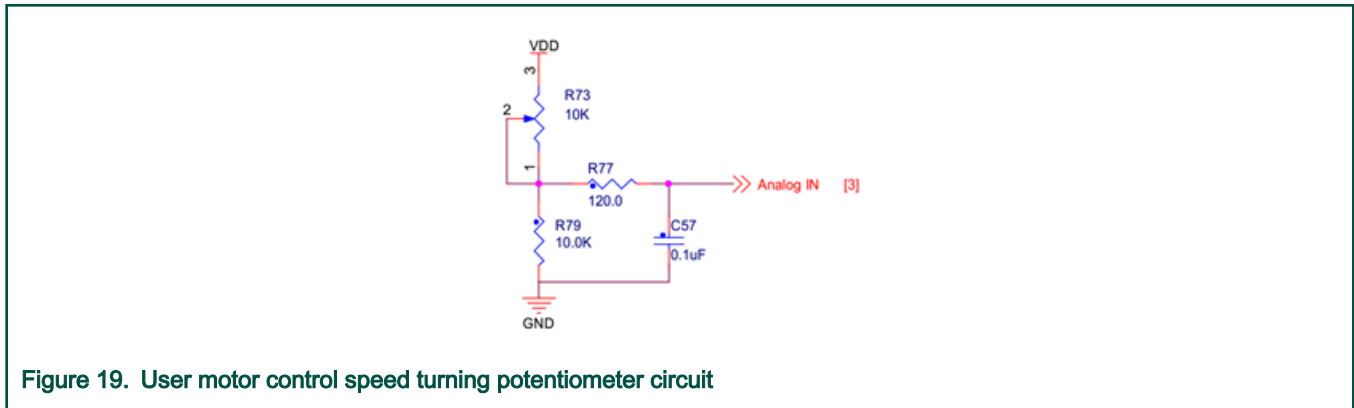 VDD
3
R73
10K
2
1
R77
120.0
Analog IN [3]
R79
10.0K
C57
0.1uF
GND
Figure 19. User motor control speed turning potentiometer circuit